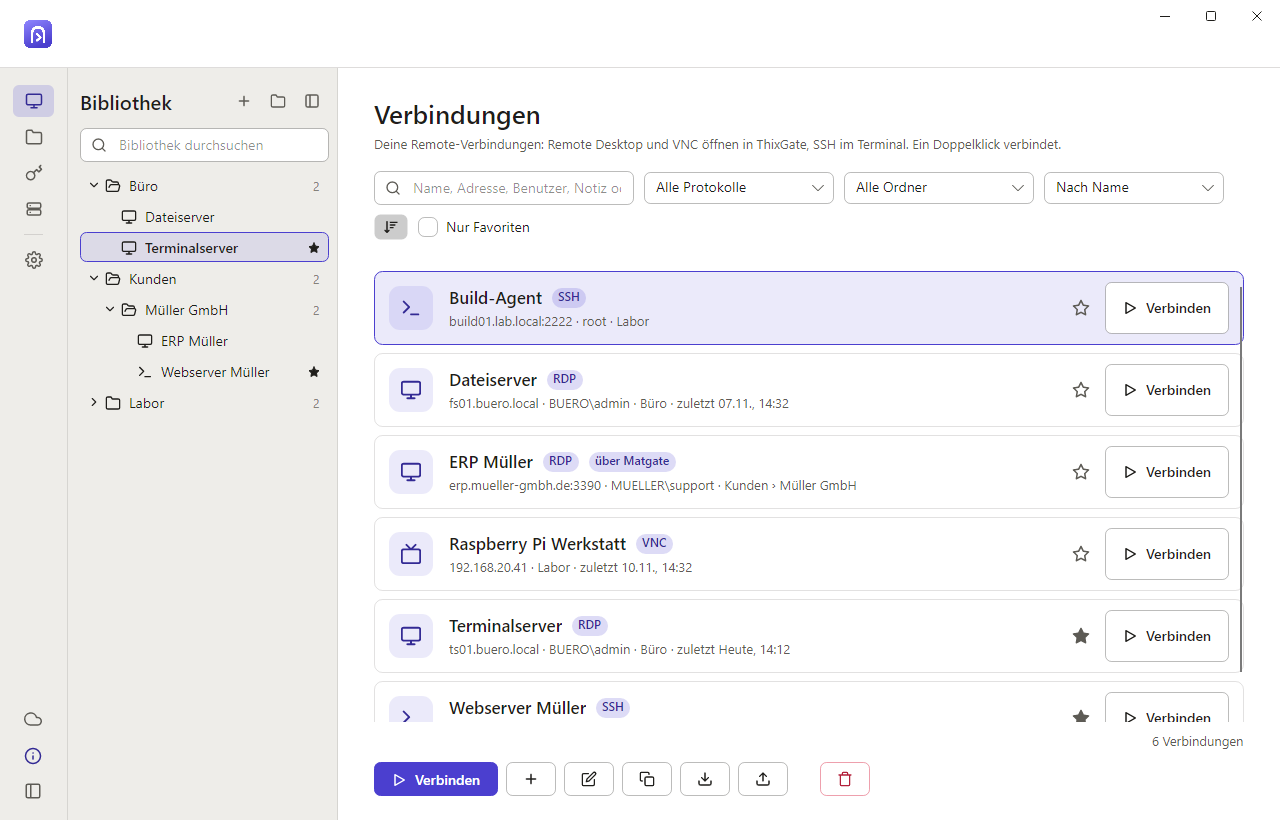 Bibliothek
Bibliothek durchsuchen
Büro 2
Dateiserver
Terminalserver
Kunden 2
Müller GmbH 2
ERP Müller
Webserver Müller
Labor 2
Verbindungen
Deine Remote-Verbindungen: Remote Desktop und VNC öffnen in ThixGate, SSH im Terminal. Ein Doppelklick verbindet.
Name, Adresse, Benutzer, Notiz od Alle Protokolle Alle Ordner Nach Name
Nur Favoriten
Build-Agent SSH
build01.lab.local:2222 · root · Labor
Verbinden
Dateiserver RDP
fs01.buero.local · BUERO\admin · Büro · zuletzt 07.11., 14:32
Verbinden
ERP Müller RDP über Matgate
erp.mueller-gmbh.de:3390 · MUELLER\support · Kunden › Müller GmbH
Verbinden
Raspberry Pi Werkstatt VNC
192.168.20.41 · Labor · zuletzt 10.11., 14:32
Verbinden
Terminalserver RDP
ts01.buero.local · BUERO\admin · Büro · zuletzt Heute, 14:12
Verbinden
Webserver Müller SSH
Verbinden
6 Verbindungen
Verbinden